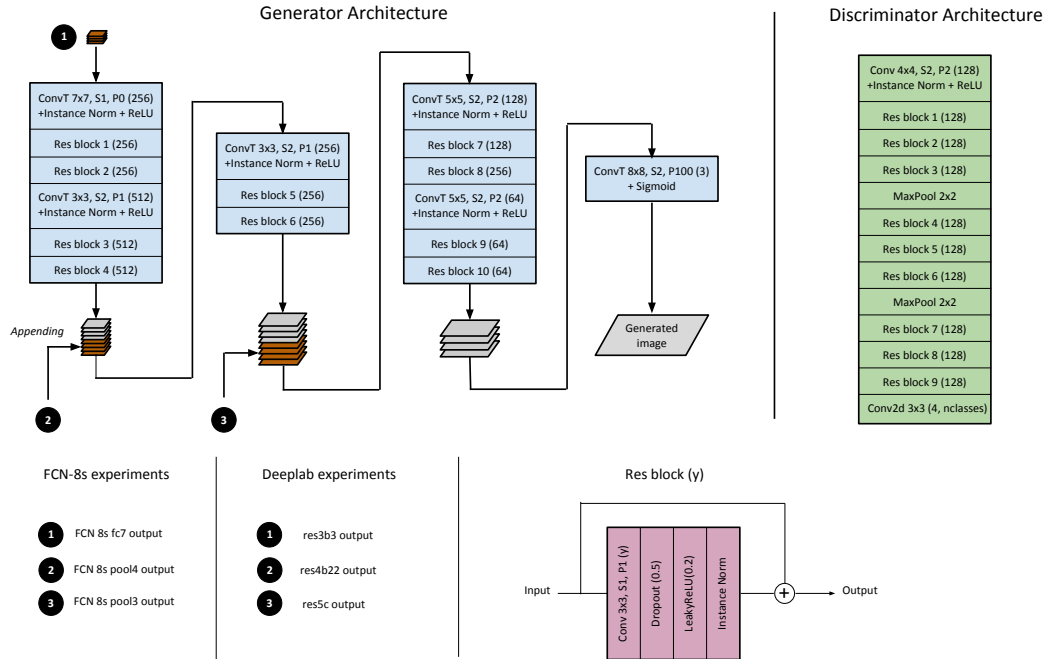 Generator Architecture
Discriminator Architecture
1
ConvT 7x7, S1, P0 (256)
+Instance Norm + ReLU
Res block 1 (256)
Res block 2 (256)
ConvT 3x3, S2, P1 (512)
+Instance Norm + ReLU
Res block 3 (512)
Res block 4 (512)
Appending
2
ConvT 3x3, S2, P1 (256)
+Instance Norm + ReLU
Res block 5 (256)
Res block 6 (256)
3
ConvT 5x5, S2, P2 (128)
+Instance Norm + ReLU
Res block 7 (128)
Res block 8 (256)
ConvT 5x5, S2, P2 (64)
+Instance Norm + ReLU
Res block 9 (64)
Res block 10 (64)
ConvT 8x8, S2, P100 (3)
+ Sigmoid
Generated
image
Conv 4x4, S2, P2 (128)
+Instance Norm + ReLU
Res block 1 (128)
Res block 2 (128)
Res block 3 (128)
MaxPool 2x2
Res block 4 (128)
Res block 5 (128)
Res block 6 (128)
MaxPool 2x2
Res block 7 (128)
Res block 8 (128)
Res block 9 (128)
Conv2d 3x3 (4, nclasses)
FCN-8s experiments
1 FCN 8s fc7 output
2 FCN 8s pool4 output
3 FCN 8s pool3 output
Deeplab experiments
1 res3b3 output
2 res4b22 output
3 res5c output
Res block (y)
Input
Conv 3x3, S1, P1 (y)
Dropout (0.5)
LeakyReLU(0.2)
Instance Norm
+
Output